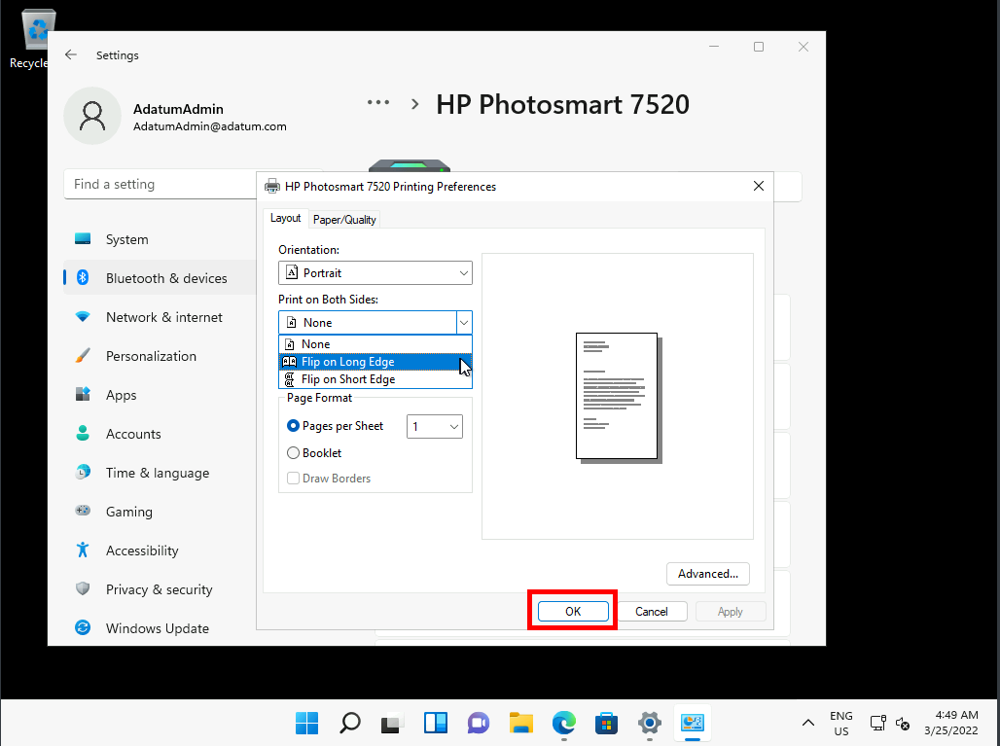 Recycle
Settings
AdatumAdmin
AdatumAdmin@adatum.com
··· > HP Photosmart 7520
Find a setting
System
Bluetooth & devices
Network & internet
Personalization
Apps
Accounts
Time & language
Gaming
Accessibility
Privacy & security
Windows Update
HP Photosmart 7520 Printing Preferences
Layout
Paper/Quality
Orientation:
Portrait
Print on Both Sides:
None
None
Flip on Long Edge
Flip on Short Edge
Page Format
Pages per Sheet
1
Booklet
Draw Borders
Advanced...
OK
Cancel
Apply
ENG
US
4:49 AM
3/25/2022